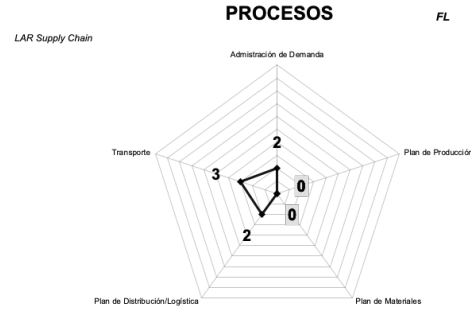 PROCESOS
FL
LAR Supply Chain
Admistración de Demanda
2
Transporte
Plan de Producción
3
0
0
2
Plan de Distribución/Logística
Plan de Materiales